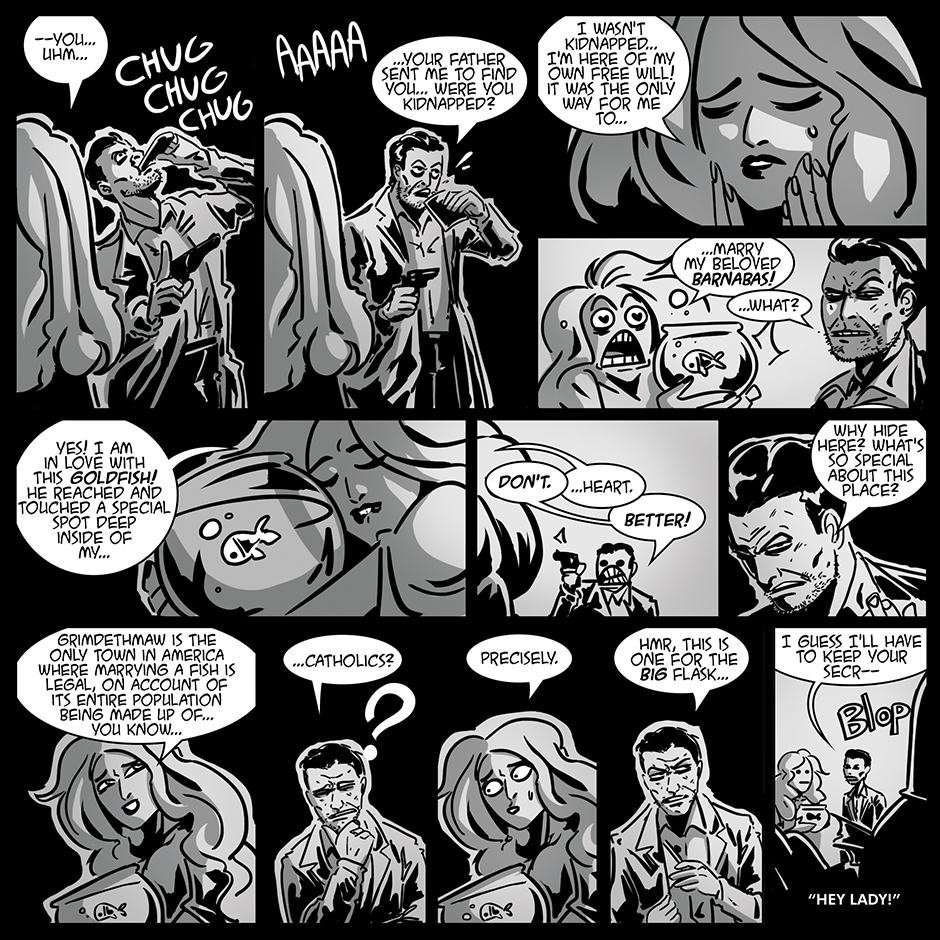 --YOU...
UHM...
CHUG
CHUG
CHUG
AAAAA
AAAAA
...YOUR FATHER
SENT ME TO FIND
YOU... WERE YOU
KIDNAPPED?
I WASN'T
KIDNAPPED...
I'M HERE OF MY
OWN FREE WILL!
IT WAS THE ONLY
WAY FOR ME
TO...
...MARRY
MY BELOVED
BARNABAS!
...WHAT?
YES! I AM
IN LOVE WITH
THIS GOLDFISH!
HE REACHED AND
TOUCHED A SPECIAL
SPOT DEEP
INSIDE OF
MY...
DON'T.
...HEART.
BETTER!
WHY HIDE
HERE? WHAT'S
SO SPECIAL
ABOUT THIS
PLACE?
GRIMDETHMAW IS THE
ONLY TOWN IN AMERICA
WHERE MARRYING A FISH IS
LEGAL, ON ACCOUNT OF
ITS ENTIRE POPULATION
BEING MADE UP OF...
YOU KNOW...
...CATHOLICS?
?
PRECISELY.
HMR, THIS IS
ONE FOR THE
BIG FLASK...
I GUESS I'LL HAVE
TO KEEP YOUR
SECR--
BLOP
"HEY LADY!"